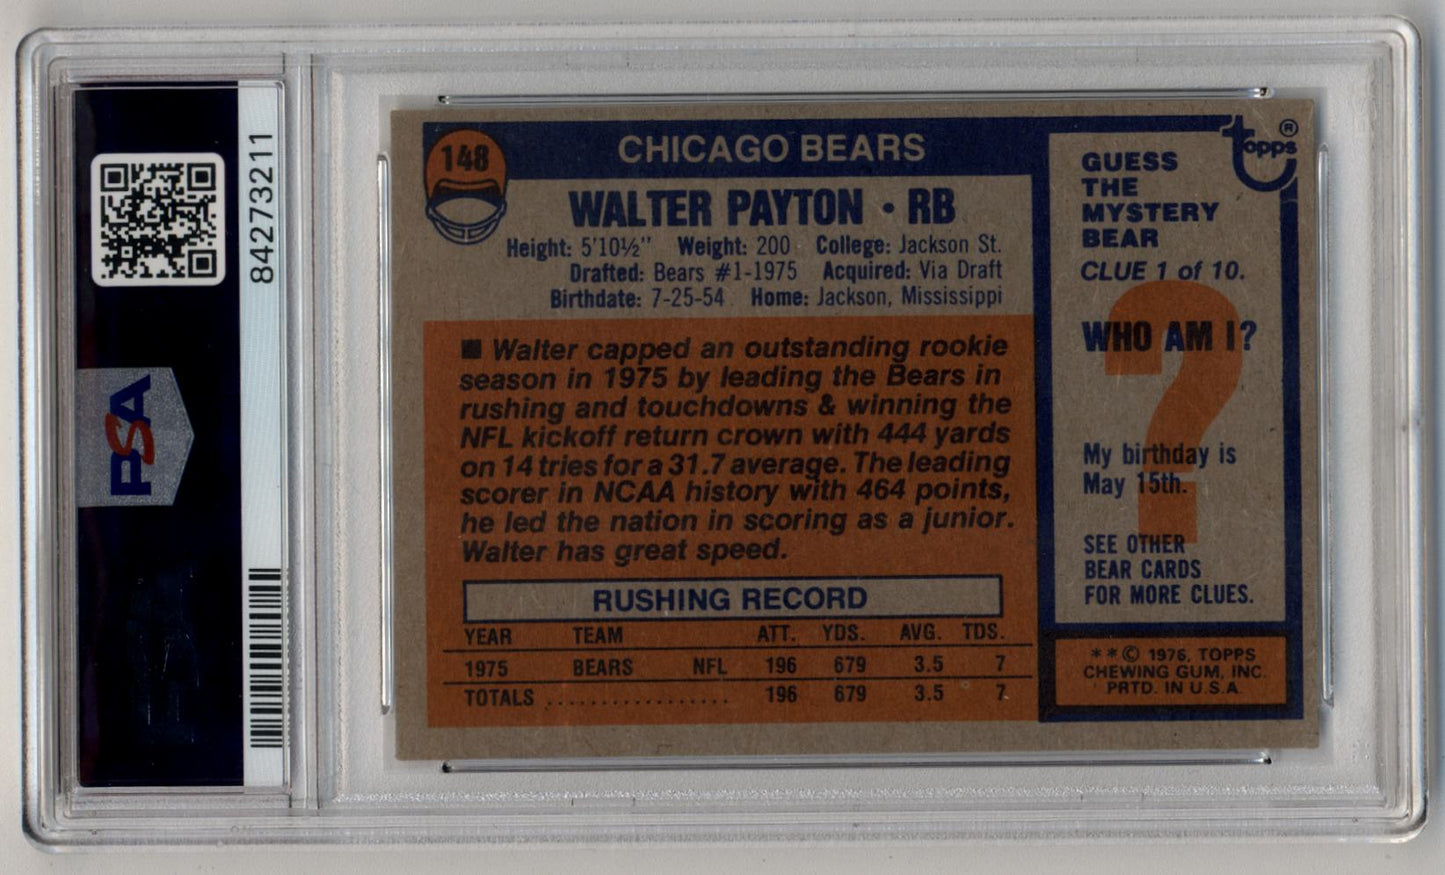 84273211
PSA
148
CHICAGO BEARS
WALTER PAYTON • RB
Height: 5'10½" Weight: 200 College: Jackson St.
Drafted: Bears #1-1975 Acquired: Via Draft
Birthdate: 7-25-54 Home: Jackson, Mississippi
■ Walter capped an outstanding rookie
season in 1975 by leading the Bears in
rushing and touchdowns & winning the
NFL kickoff return crown with 444 yards
on 14 tries for a 31.7 average. The leading
scorer in NCAA history with 464 points,
he led the nation in scoring as a junior.
Walter has great speed.
RUSHING RECORD
YEAR TEAM ATT. YDS. AVG. TDS.
1975 BEARS NFL 196 679 3.5 7
TOTALS .................. 196 679 3.5 7
topps ®
GUESS
THE
MYSTERY
BEAR
CLUE 1 of 10.
WHO AM I?
?
My birthday is
May 15th.
SEE OTHER
BEAR CARDS
FOR MORE CLUES.
**© 1976, TOPPS
CHEWING GUM, INC.
PRTD. IN U.S.A.